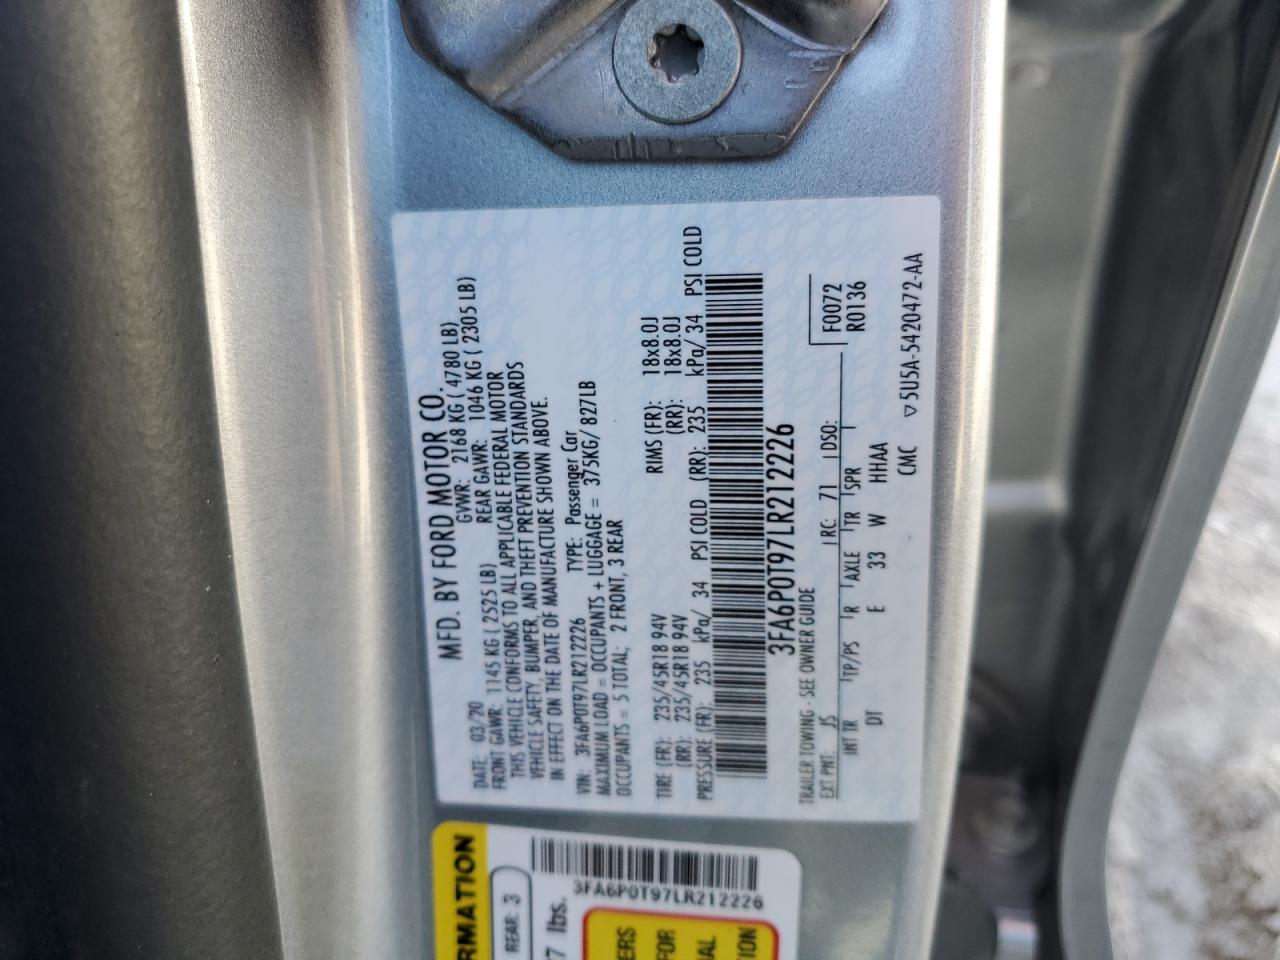 MFD. BY FORD MOTOR CO.
DATE: 03/20 GVWR: 2168 KG ( 4780 LB)
FRONT GAWR: 1145 KG ( 2525 LB) REAR GAWR: 1046 KG ( 2305 LB)
THIS VEHICLE CONFORMS TO ALL APPLICABLE FEDERAL MOTOR
VEHICLE SAFETY, BUMPER, AND THEFT PREVENTION STANDARDS
IN EFFECT ON THE DATE OF MANUFACTURE SHOWN ABOVE.
VIN: 3FA6P0T97LR212226 TYPE: Passenger Car
MAXIMUM LOAD = OCCUPANTS + LUGGAGE = 375KG/ 827LB
OCCUPANTS = 5 TOTAL; 2 FRONT, 3 REAR
TIRE (FR): 235/45R18 94V RIMS (FR): 18x8.0J
(RR): 235/45R18 94V (RR): 18x8.0J
PRESSURE (FR): 235 kPa/ 34 PSI COLD (RR): 235 kPa/ 34 PSI COLD
3FA6P0T97LR212226
TRAILER TOWING - SEE OWNER GUIDE
EXT PNT: JS RC: 71 DSO: F0072
INT TR TP/PS R AXLE TR SPR R0136
DT E 33 W HHAA
CMC ▽5U5A-5420472-AA
RMATION
REAR: 3
7 lbs.
3FA6P0T97LR212226
ERS
FOR
IAL
ION